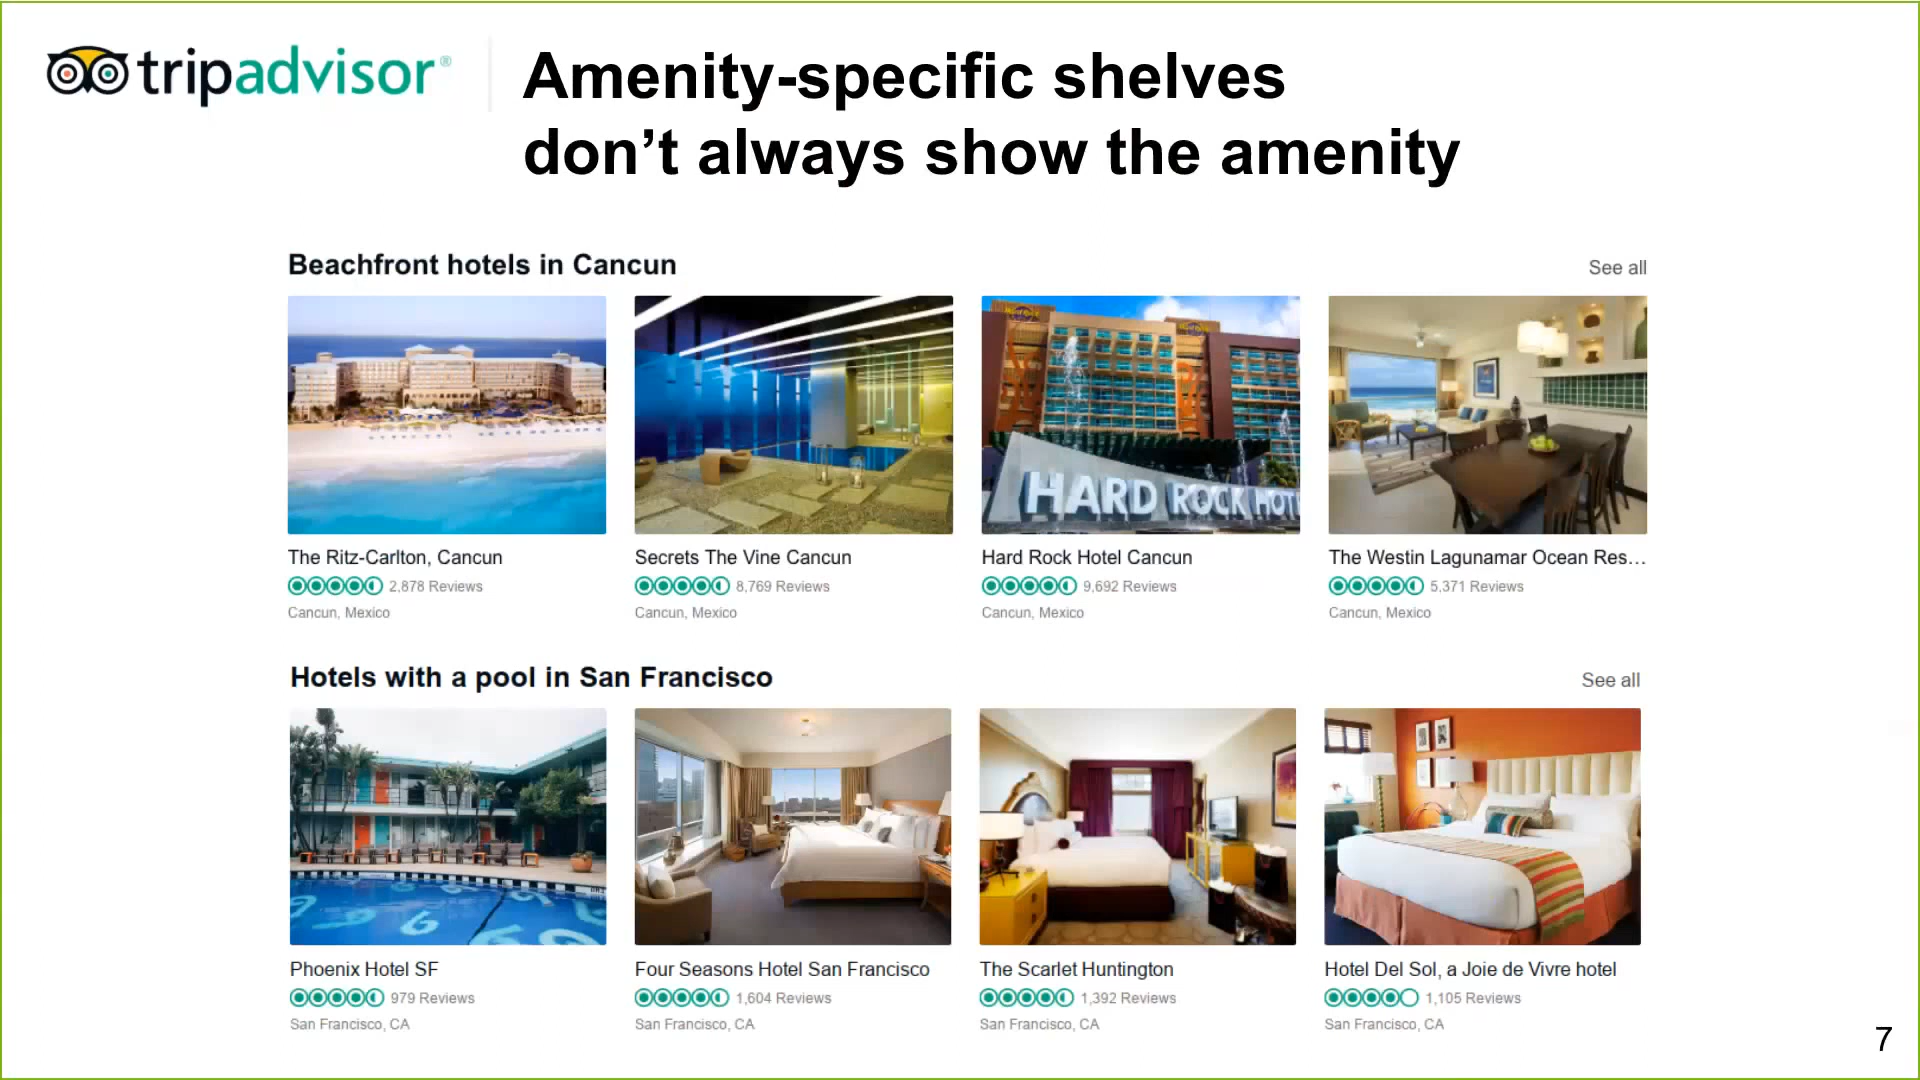 tripadvisor®
Amenity-specific shelves
don’t always show the amenity
Beachfront hotels in Cancun
See all
HARD ROCK HOT
The Ritz-Carlton, Cancun
2,878 Reviews
Cancun, Mexico
Secrets The Vine Cancun
8,769 Reviews
Cancun, Mexico
Hard Rock Hotel Cancun
9,692 Reviews
Cancun, Mexico
The Westin Lagunamar Ocean Res...
5,371 Reviews
Cancun, Mexico
Hotels with a pool in San Francisco
See all
Phoenix Hotel SF
979 Reviews
San Francisco, CA
Four Seasons Hotel San Francisco
1,604 Reviews
San Francisco, CA
The Scarlet Huntington
1,392 Reviews
San Francisco, CA
Hotel Del Sol, a Joie de Vivre hotel
1,105 Reviews
San Francisco, CA
7